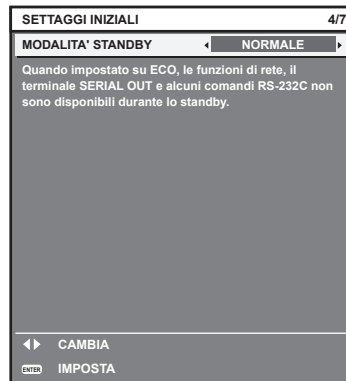 SETTAGGI INIZIALI 4/7
MODALITA' STANDBY NORMALE
Quando impostato su ECO, le funzioni di rete, il
terminale SERIAL OUT e alcuni comandi RS-232C non
sono disponibili durante lo standby.
CAMBIA
ENTER IMPOSTA